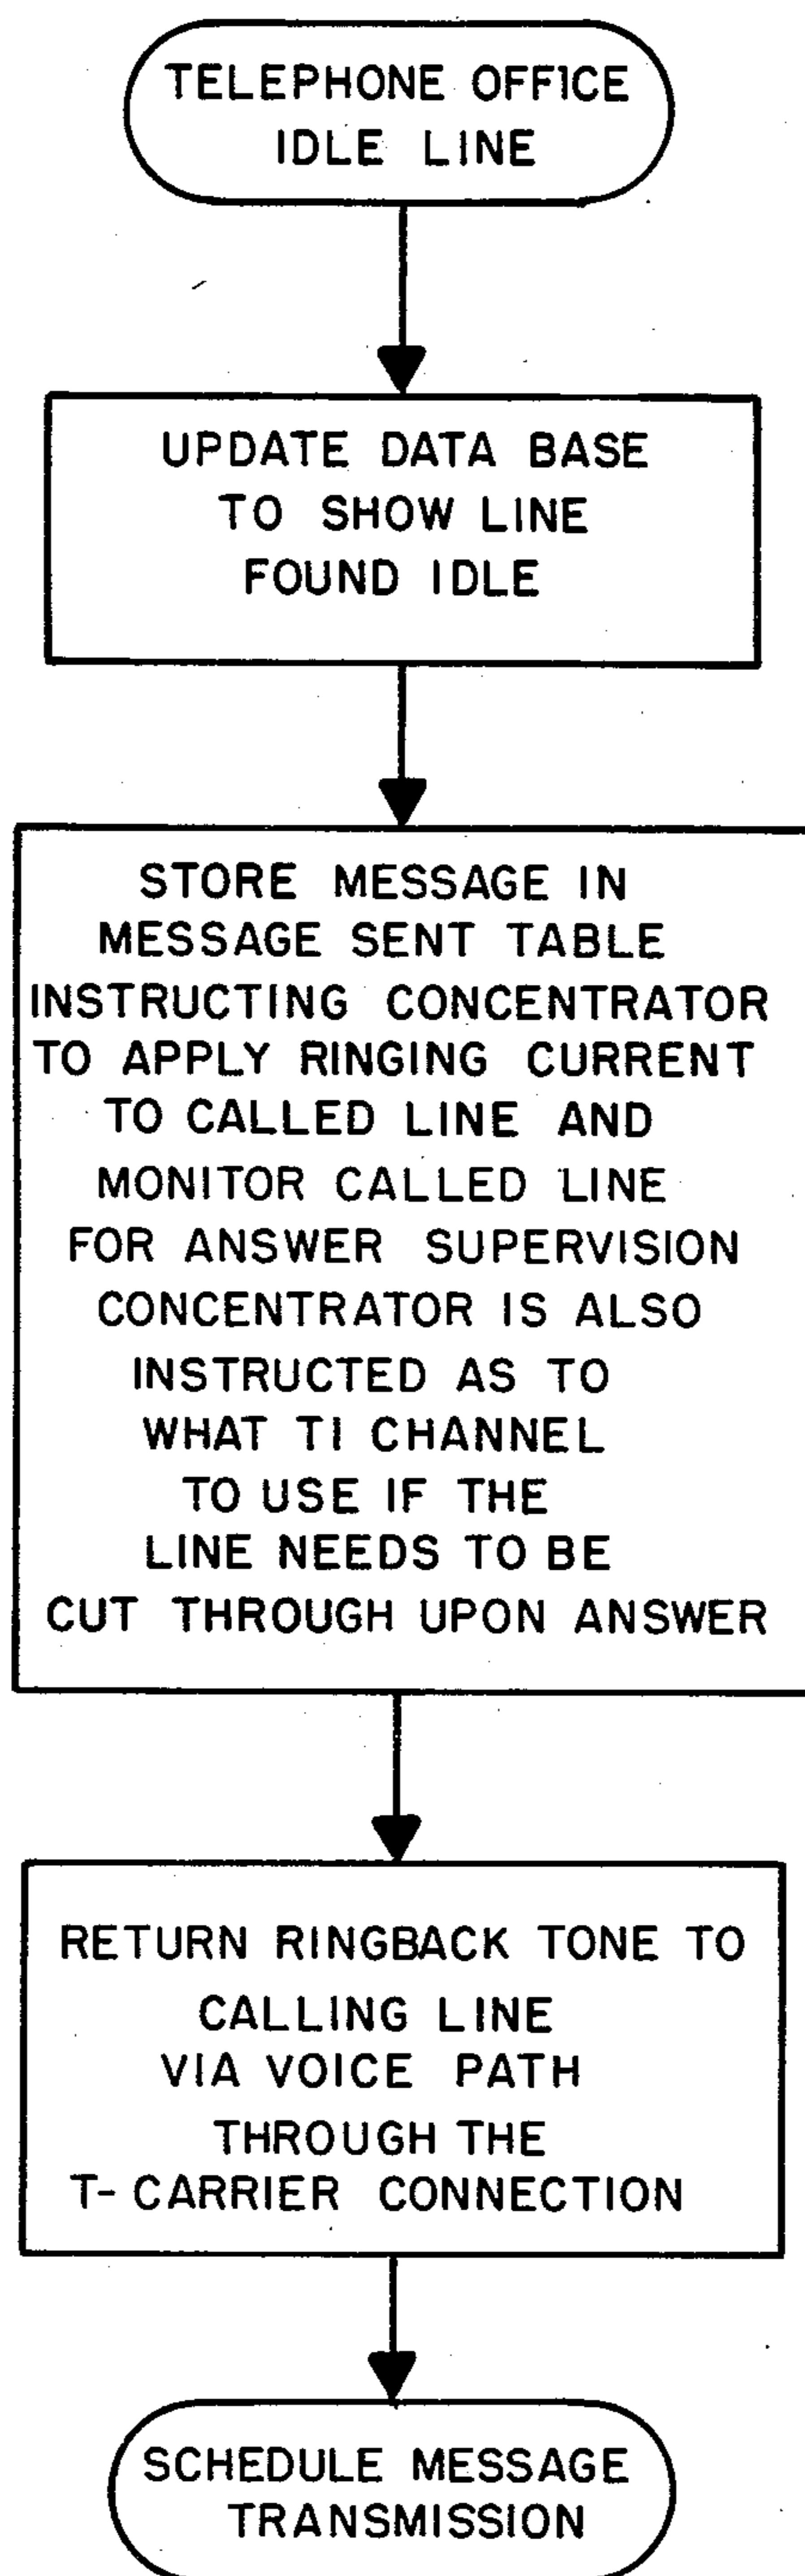 TELEPHONE OFFICE
IDLE LINE
UPDATE DATA BASE
TO SHOW LINE
FOUND IDLE
STORE MESSAGE IN
MESSAGE SENT TABLE
INSTRUCTING CONCENTRATOR
TO APPLY RINGING CURRENT
TO CALLED LINE AND
MONITOR CALLED LINE
FOR ANSWER SUPERVISION
CONCENTRATOR IS ALSO
INSTRUCTED AS TO
WHAT T1 CHANNEL
TO USE IF THE
LINE NEEDS TO BE
CUT THROUGH UPON ANSWER
RETURN RINGBACK TONE TO
CALLING LINE
VIA VOICE PATH
THROUGH THE
T- CARRIER CONNECTION
SCHEDULE MESSAGE
TRANSMISSION